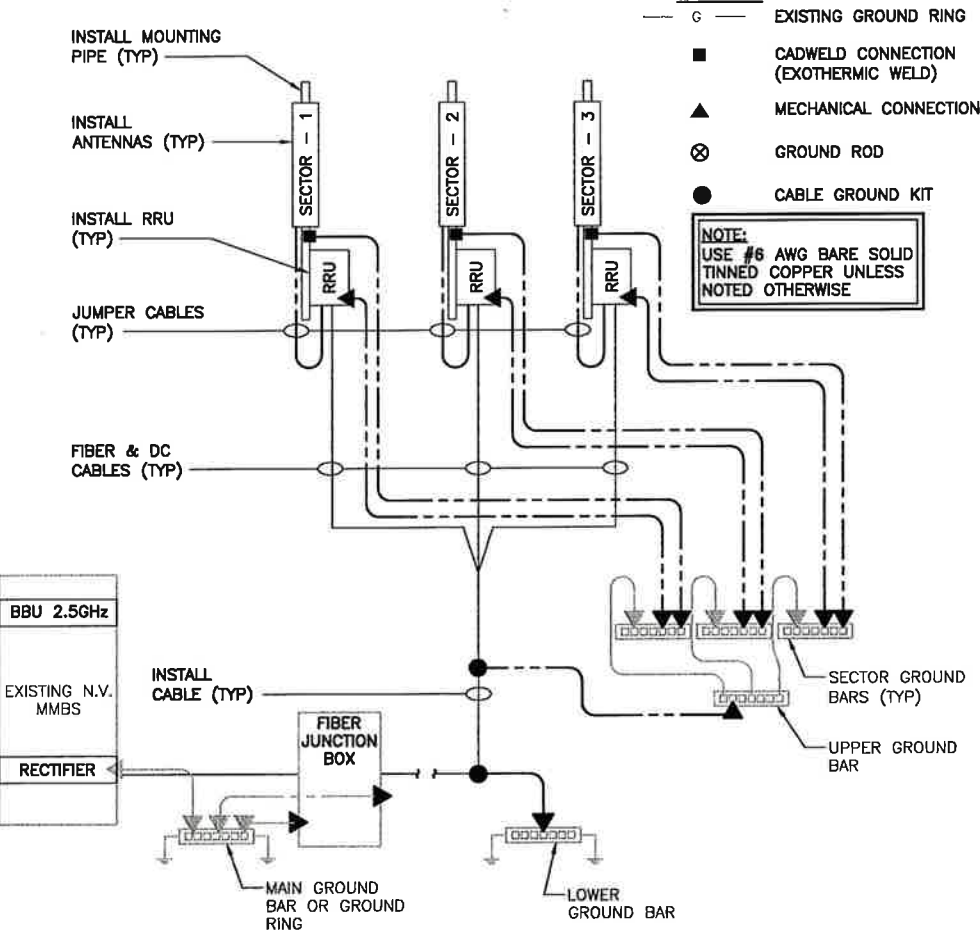 INSTALL MOUNTING
PIPE (TYP)
INSTALL
ANTENNAS (TYP)
INSTALL RRU
(TYP)
JUMPER CABLES
(TYP)
FIBER & DC
CABLES (TYP)
SECTOR - 1
SECTOR - 2
SECTOR - 3
RRU
RRU
RRU
G EXISTING GROUND RING
CADWELD CONNECTION
(EXOTHERMIC WELD)
MECHANICAL CONNECTION
GROUND ROD
CABLE GROUND KIT
NOTE:
USE #6 AWG BARE SOLID
TINNED COPPER UNLESS
NOTED OTHERWISE
BBU 2.5GHz
EXISTING N.V.
MMBS
RECTIFIER
INSTALL
CABLE (TYP)
FIBER
JUNCTION
BOX
SECTOR GROUND
BARS (TYP)
UPPER GROUND
BAR
MAIN GROUND
BAR OR GROUND
RING
LOWER
GROUND BAR